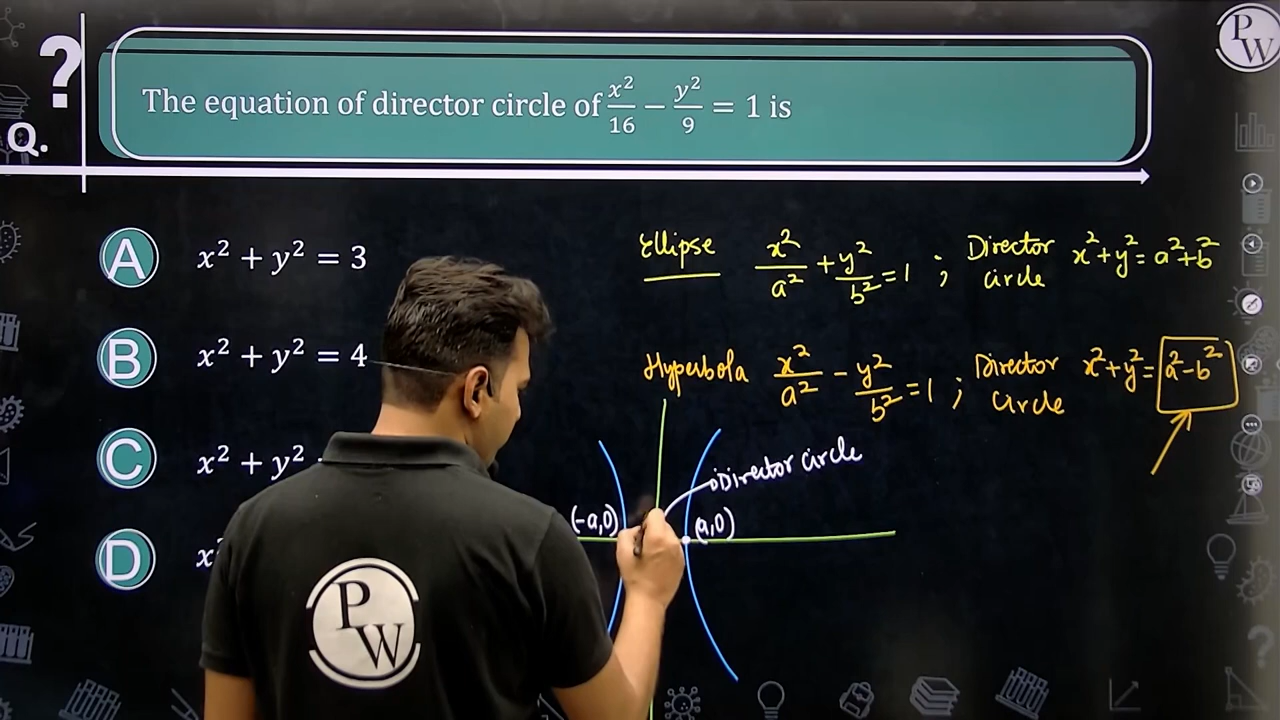 ?
Q.
The equation of director circle of x²/16 − y²/9 = 1 is
P
W
A x² + y² = 3
B x² + y² = 4
C x² + y²
D
Ellipse x²/a² + y²/b² = 1 ; Director circle x²+y² = a²+b²
Hyperbola x²/a² − y²/b² = 1 ; Director circle x²+y² = a²−b²
Director circle
(-a,0)
(a,0)
P
W